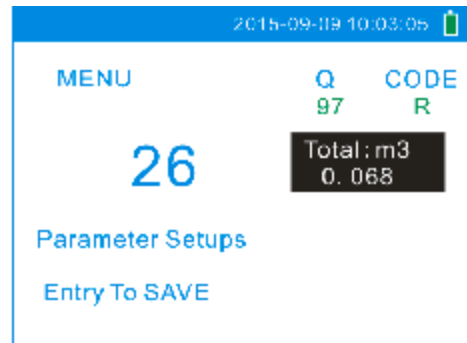 2015-09-09 10:03:05
MENU Q CODE
97 R
26
Total:m3
0.068
Parameter Setups
Entry To SAVE